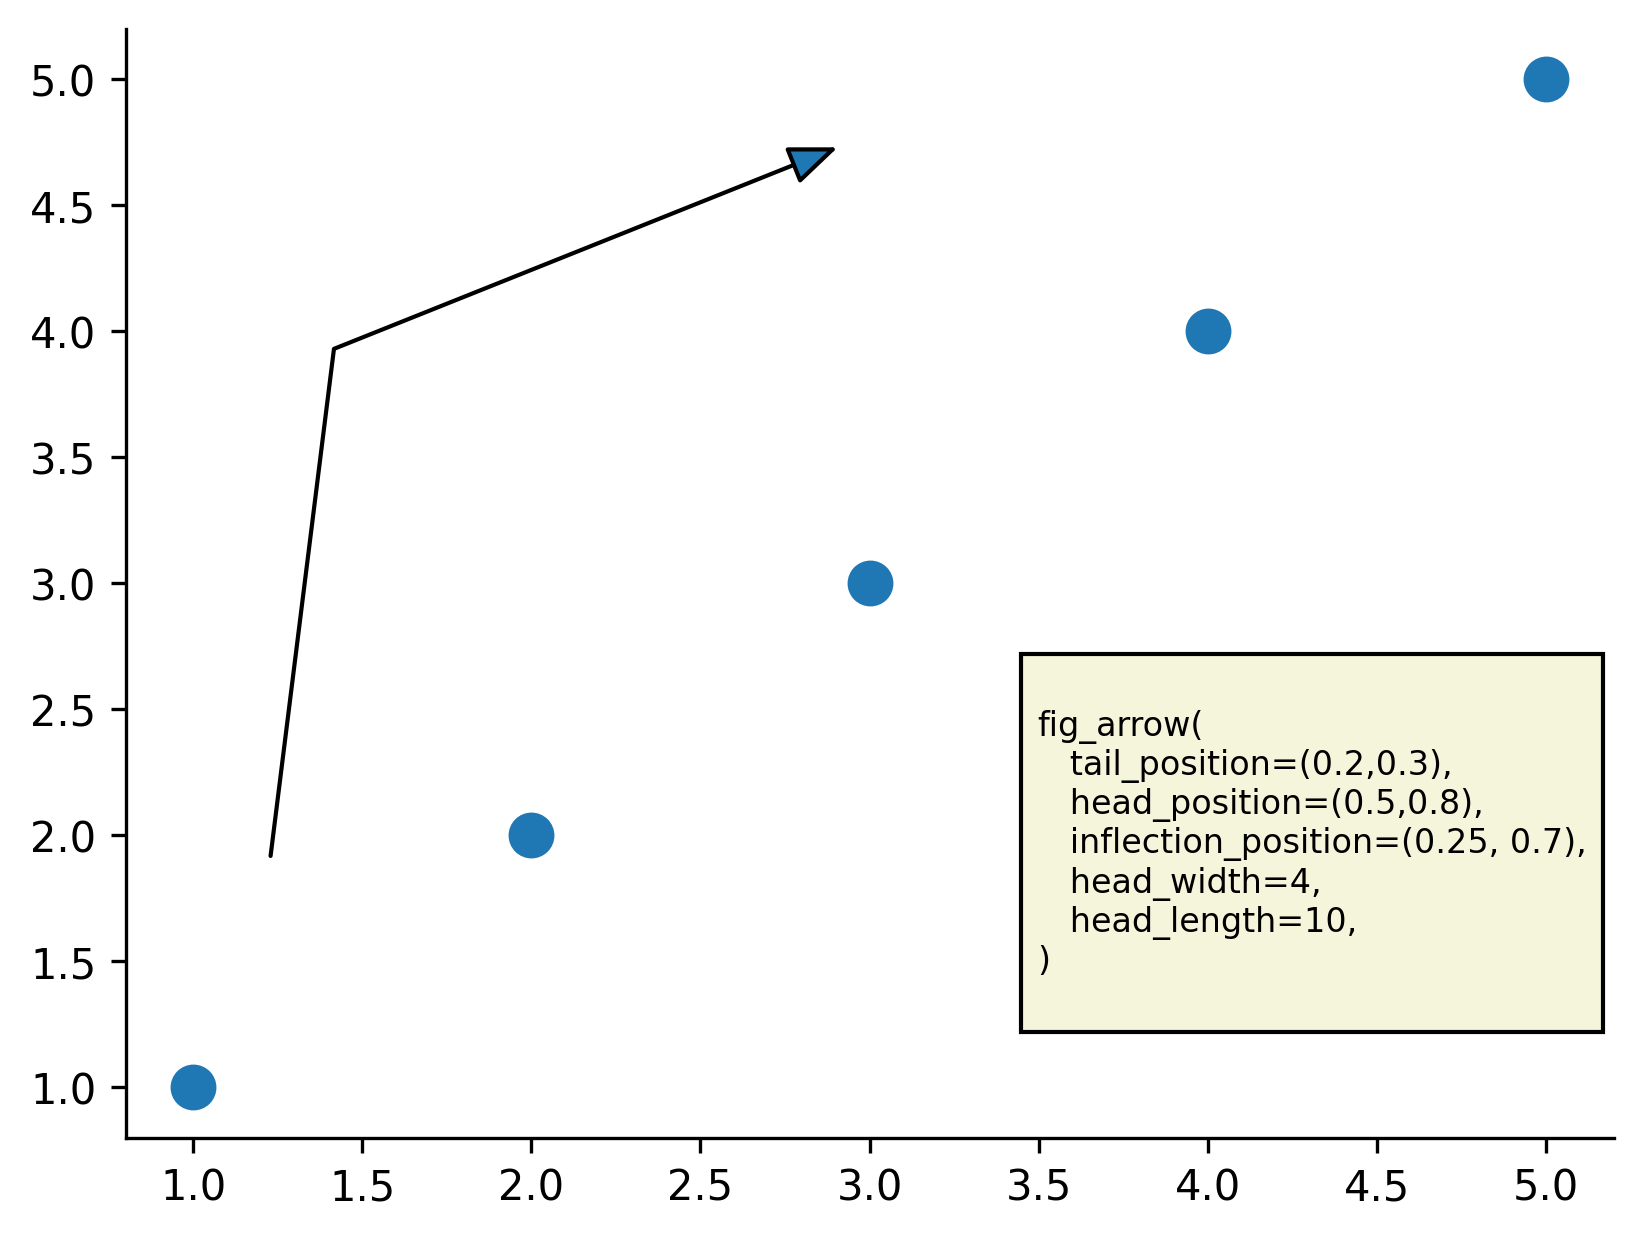 5.0
4.5
4.0
3.5
3.0
2.5
2.0
1.5
1.0
fig_arrow(
    tail_position=(0.2,0.3),
    head_position=(0.5,0.8),
    inflection_position=(0.25, 0.7),
    head_width=4,
    head_length=10,
)
1.0 1.5 2.0 2.5 3.0 3.5 4.0 4.5 5.0